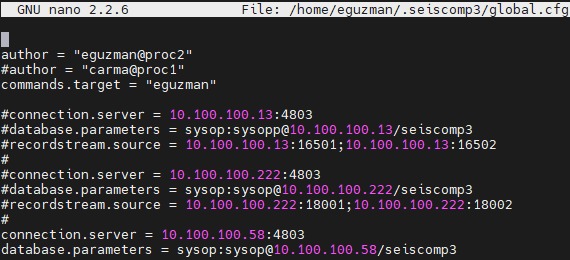 GNU nano 2.2.6 File: /home/eguzman/.seiscomp3/global.cfg
author = "eguzman@proc2"
#author = "carma@proc1"
commands.target = "eguzman"
#connection.server = 10.100.100.13:4803
#database.parameters = sysop:sysopp@10.100.100.13/seiscomp3
#recordstream.source = 10.100.100.13:16501;10.100.100.13:16502
#
#connection.server = 10.100.100.222:4803
#database.parameters = sysop:sysop@10.100.100.222/seiscomp3
#recordstream.source = 10.100.100.222:18001;10.100.100.222:18002
#
connection.server = 10.100.100.58:4803
database.parameters = sysop:sysop@10.100.100.58/seiscomp3